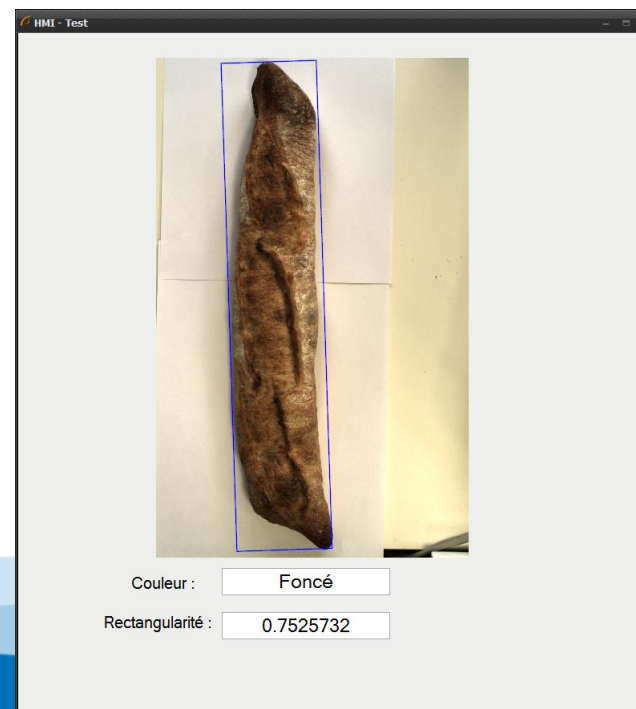 HMI - Test
Couleur :
Foncé
Rectangularité :
0.7525732